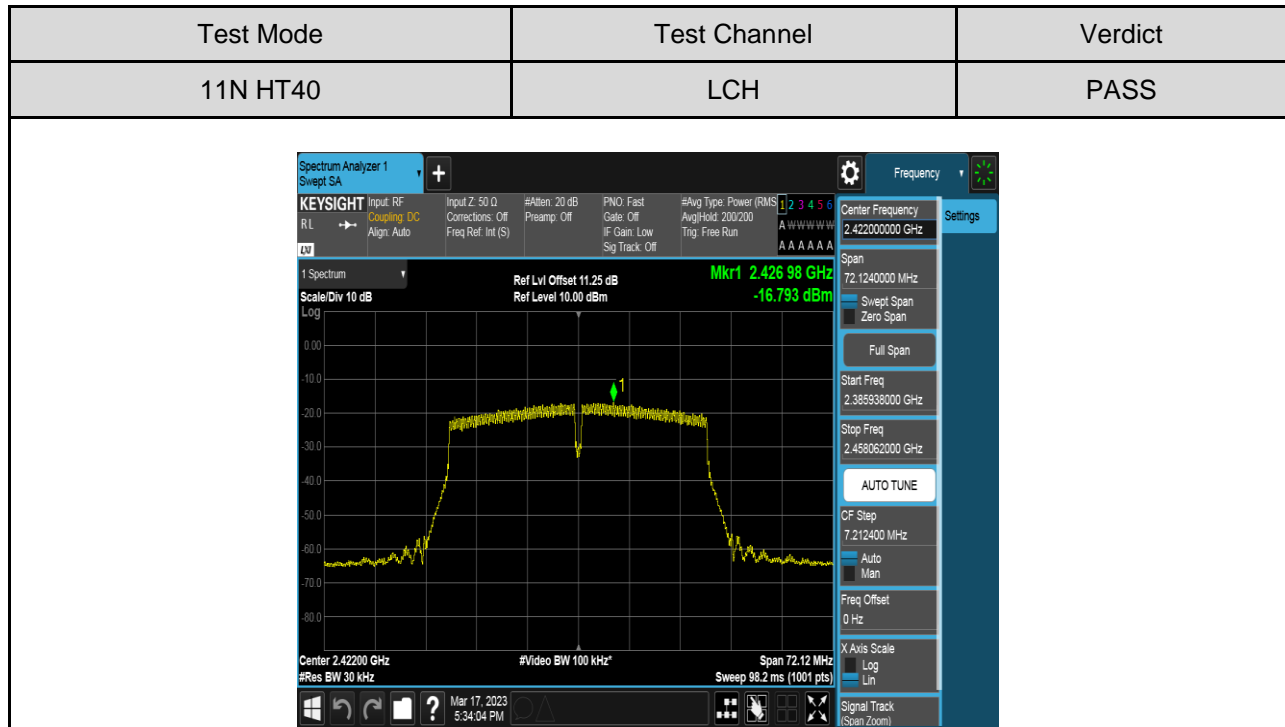 Test Mode Test Channel Verdict
11N HT40 LCH PASS
Spectrum Analyzer 1
Swept SA
+
Frequency
KEYSIGHT
RL
LXI
Input: RF
Coupling: DC
Align: Auto
Input Z: 50 Ω
Corrections: Off
Freq Ref: Int (S)
#Atten: 20 dB
Preamp: Off
PNO: Fast
Gate: Off
IF Gain: Low
Sig Track: Off
#Avg Type: Power (RMS
Avg|Hold: 200/200
Trig: Free Run
1 2 3 4 5 6
A W W W W W
A A A A A A
1 Spectrum
Scale/Div 10 dB
Log
Ref Lvl Offset 11.25 dB
Ref Level 10.00 dBm
Mkr1 2.426 98 GHz
-16.793 dBm
0.00
-10.0
1
-20.0
-30.0
-40.0
-50.0
-60.0
-70.0
-80.0
Center 2.42200 GHz #Video BW 100 kHz* Span 72.12 MHz
#Res BW 30 kHz Sweep 98.2 ms (1001 pts)
?
Mar 17, 2023
5:34:04 PM
Center Frequency
2.422000000 GHz
Settings
Span
72.1240000 MHz
Swept Span
Zero Span
Full Span
Start Freq
2.385938000 GHz
Stop Freq
2.458062000 GHz
AUTO TUNE
CF Step
7.212400 MHz
Auto
Man
Freq Offset
0 Hz
X Axis Scale
Log
Lin
Signal Track
(Span Zoom)